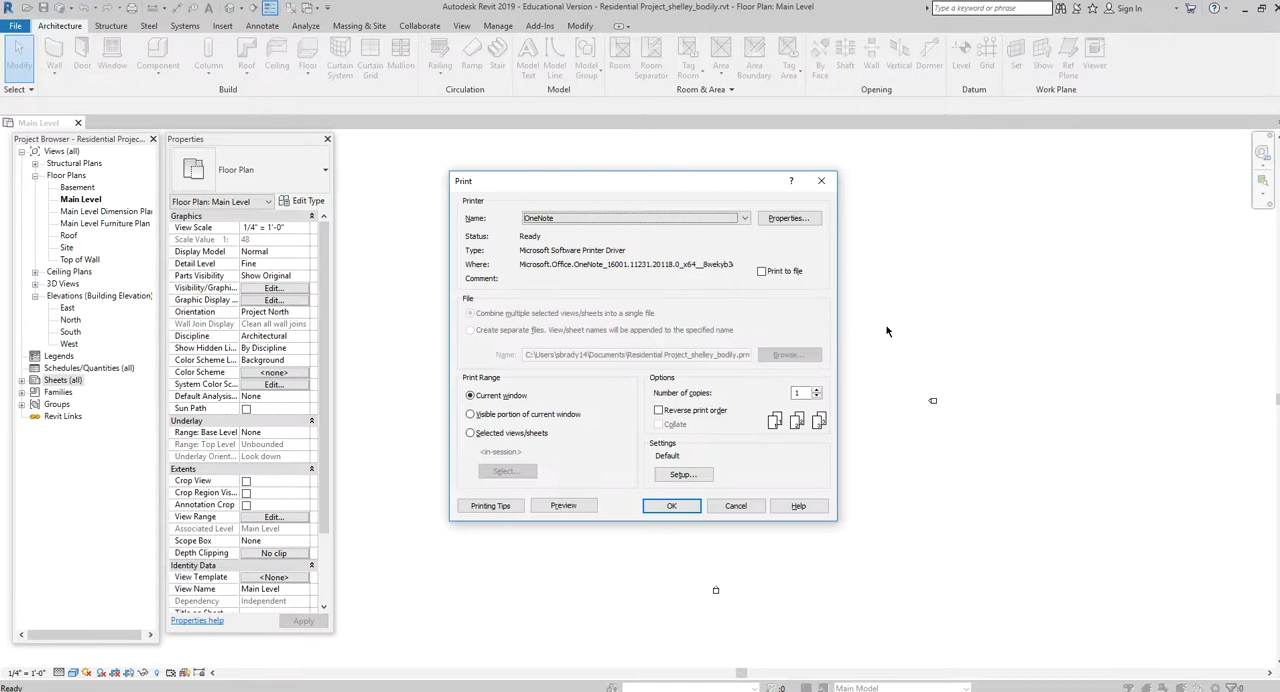 Autodesk Revit 2019 - Educational Version - Residential Project_shelley_bodily.rvt - Floor Plan: Main Level
Type a keyword or phrase
Sign In
File Architecture Structure Steel Systems Insert Annotate Analyze Massing & Site Collaborate View Manage Add-Ins Modify
Modify Wall Door Window Component Column Roof Ceiling Floor Curtain System Curtain Grid Mullion Railing Ramp Stair Model Text Model Line Model Group Room Room Separator Tag Room Area Area Boundary Tag Area By Face Shaft Wall Vertical Dormer Level Grid Set Show Ref Plane Viewer
Select Build Circulation Model Room & Area Opening Datum Work Plane
Main Level
Project Browser - Residential Projec...
Views (all)
Structural Plans
Floor Plans
Basement
Main Level
Main Level Dimension Plan
Main Level Furniture Plan
Roof
Site
Top of Wall
Ceiling Plans
3D Views
Elevations (Building Elevation)
East
North
South
West
Legends
Schedules/Quantities (all)
Sheets (all)
Families
Groups
Revit Links
Properties
Floor Plan
Floor Plan: Main Level Edit Type
Graphics
View Scale 1/4" = 1'-0"
Scale Value 1: 48
Display Model Normal
Detail Level Fine
Parts Visibility Show Original
Visibility/Graphi... Edit...
Graphic Display ... Edit...
Orientation Project North
Wall Join Display Clean all wall joins
Discipline Architectural
Show Hidden Li... By Discipline
Color Scheme L... Background
Color Scheme <none>
System Color Sc... Edit...
Default Analysis... None
Sun Path
Underlay
Range: Base Level None
Range: Top Level Unbounded
Underlay Orient... Look down
Extents
Crop View
Crop Region Vis...
Annotation Crop
View Range Edit...
Associated Level Main Level
Scope Box None
Depth Clipping No clip
Identity Data
View Template <None>
View Name Main Level
Dependency Independent
Properties help Apply
Print
Printer
Name: OneNote Properties...
Status: Ready
Type: Microsoft Software Printer Driver
Where: Microsoft.Office.OneNote_16001.11231.20118.0_x64__8wekyb3
Comment:
Print to file
File
Combine multiple selected views/sheets into a single file
Create separate files. View/sheet names will be appended to the specified name
Name: C:\Users\sbrady14\Documents\Residential Project_shelley_bodily.prn Browse...
Print Range
Current window
Visible portion of current window
Selected views/sheets
<in-session>
Select...
Options
Number of copies: 1
Reverse print order
Collate
Settings
Default
Setup...
Printing Tips Preview OK Cancel Help
1/4" = 1'-0"
Ready
:0
Main Model
:0